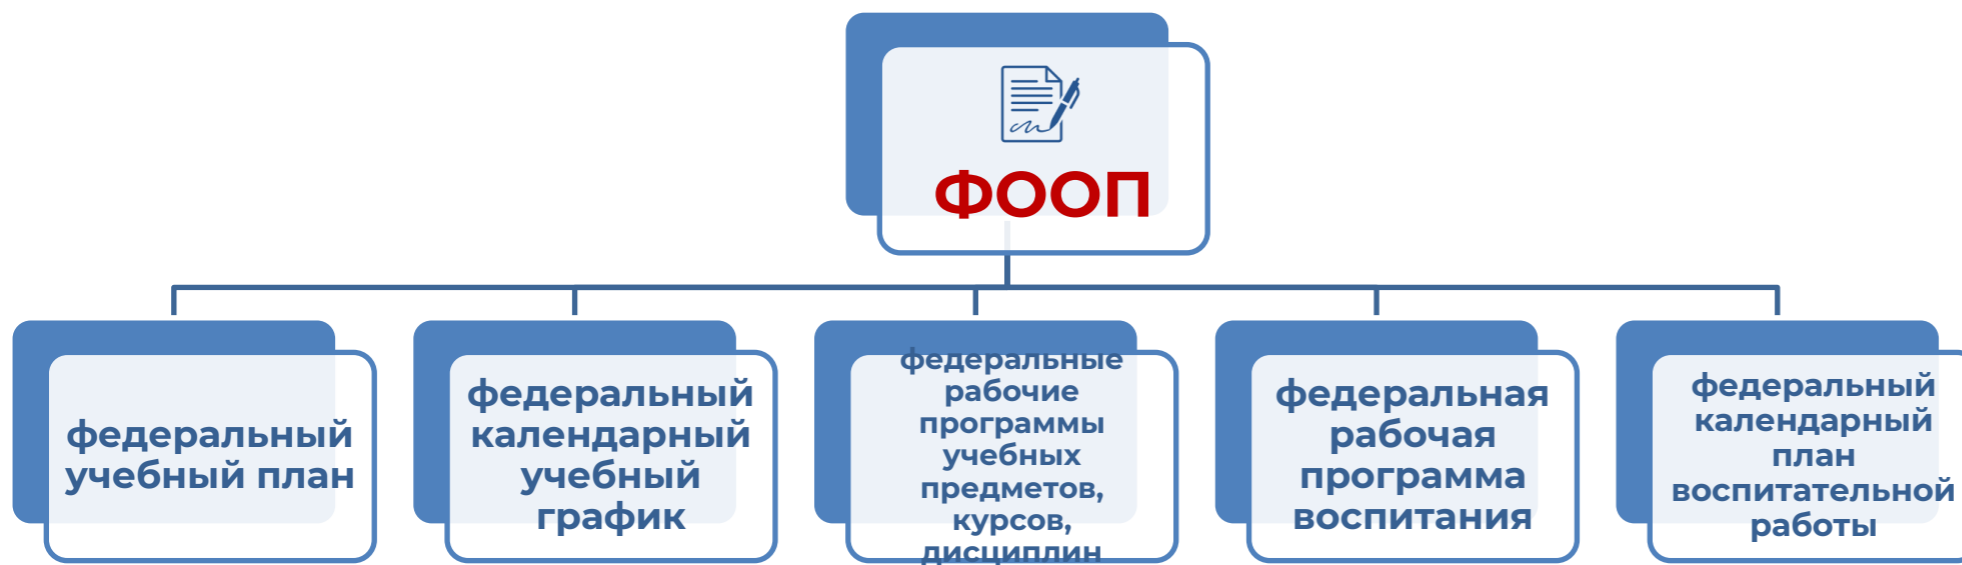 ФООП
федеральный
учебный план
федеральный
календарный
учебный
график
федеральные
рабочие
программы
учебных
предметов,
курсов,
дисциплин
федеральная
рабочая
программа
воспитания
федеральный
календарный
план
воспитательной
работы